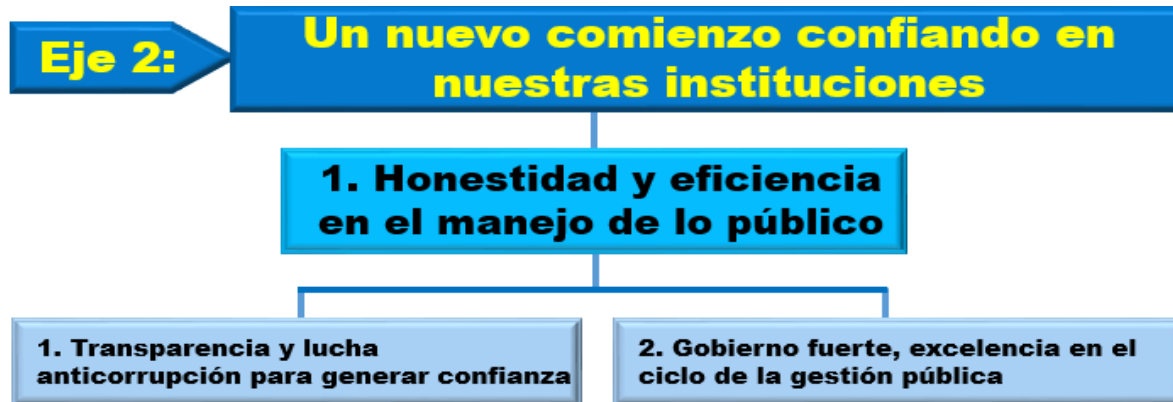 Eje 2:
Un nuevo comienzo confiando en
nuestras instituciones
1. Honestidad y eficiencia
en el manejo de lo público
1. Transparencia y lucha
anticorrupción para generar confianza
2. Gobierno fuerte, excelencia en el
ciclo de la gestión pública